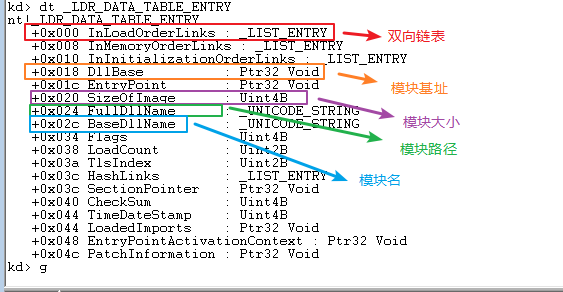 kd> dt _LDR_DATA_TABLE_ENTRY
nt!_LDR_DATA_TABLE_ENTRY
+0x000 InLoadOrderLinks : _LIST_ENTRY 双向链表
+0x008 InMemoryOrderLinks : _LIST_ENTRY
+0x010 InInitializationOrderLinks : _LIST_ENTRY
+0x018 DllBase : Ptr32 Void 模块基址
+0x01c EntryPoint : Ptr32 Void
+0x020 SizeOfImage : Uint4B 模块大小
+0x024 FullDllName : _UNICODE_STRING 模块路径
+0x02c BaseDllName : _UNICODE_STRING 模块名
+0x034 Flags : Uint4B
+0x038 LoadCount : Uint2B
+0x03a TlsIndex : Uint2B
+0x03c HashLinks : _LIST_ENTRY
+0x03c SectionPointer : Ptr32 Void
+0x040 CheckSum : Uint4B
+0x044 TimeDateStamp : Uint4B
+0x044 LoadedImports : Ptr32 Void
+0x048 EntryPointActivationContext : Ptr32 Void
+0x04c PatchInformation : Ptr32 Void
kd> g